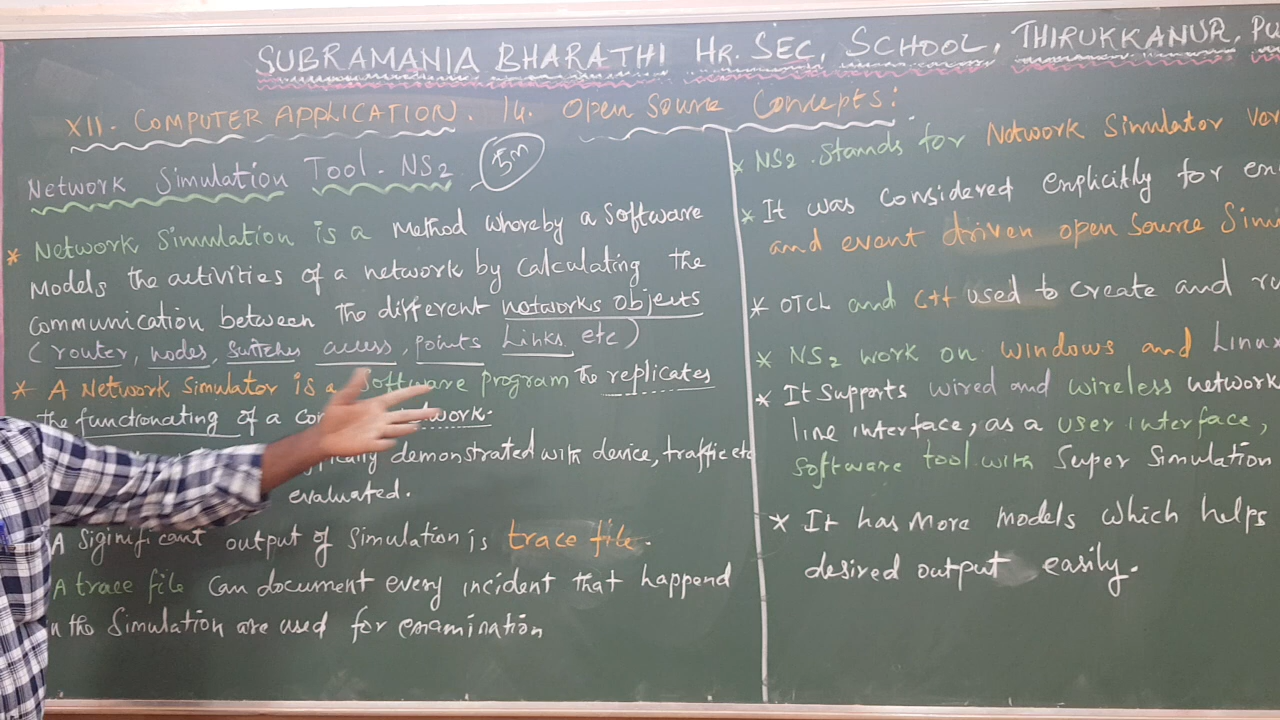 SUBRAMANIA BHARATHI HR. SEC, SCHOOL, THIRUKKANUR,
XII. COMPUTER APPLICATION. 14. Open Source Concepts:
Network Simulation Tool. NS2 5m
* Network Simulation is a method whereby a Software
Models the activities of a network by calculating the
Communication between the different networks objects
(router, nodes, switches access, points Links etc)
* A Network Simulator is a Software program the replicates
the functionating of a work.
demonstrated with device, traffic etc
evaluated.
A Siginificant output of Simulation is trace file.
A trace file can document every incident that happend
the Simulation are used for examination
* NS2. Stands for Network Simulator
* It was considered explicitly for
and event driven open source
* OTCL and C++ used to create and
* NS2 work on windows and Linux
* It Supports wired and wireless network
line interface, as a user interface,
Software tool with Super Simulation
* It has more models which helps
desired output easily.